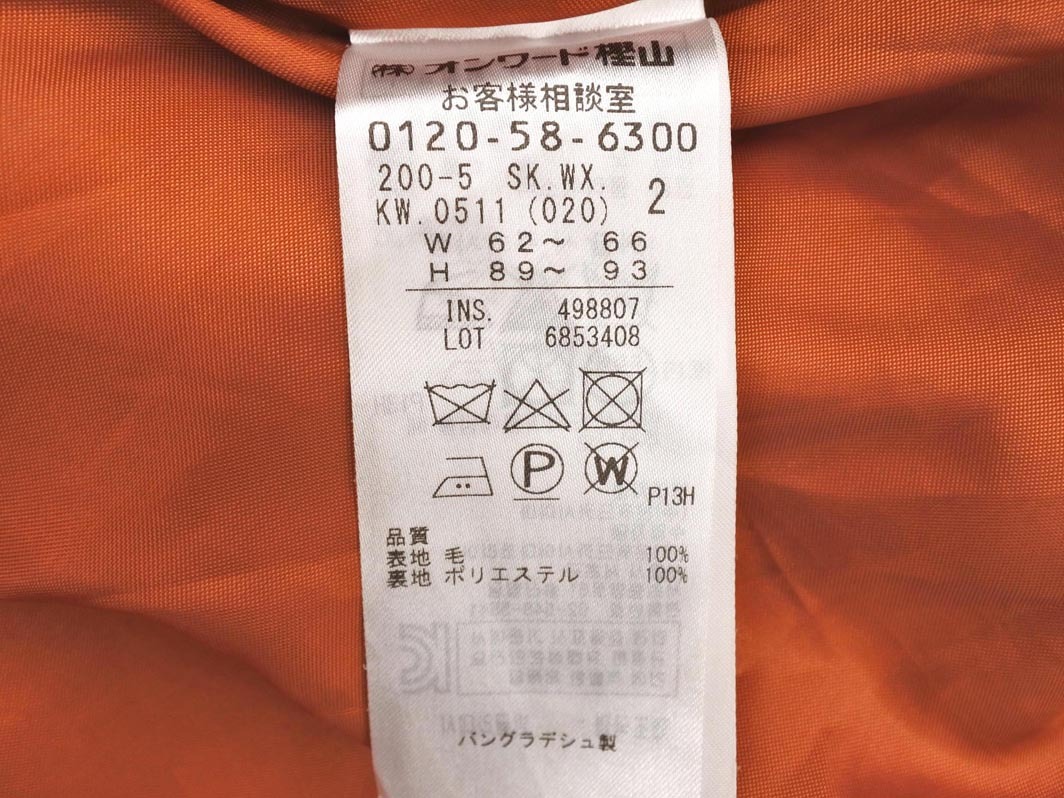 (株) オンワード樫山
お客様相談室
0120-58-6300
200-5 SK.WX.
KW.0511 (020) 2
W 62～ 66
H 89～ 93
INS. 498807
LOT 6853408
P
W
P13H
品質
表地 毛 100%
裏地 ポリエステル 100%
バングラデシュ製